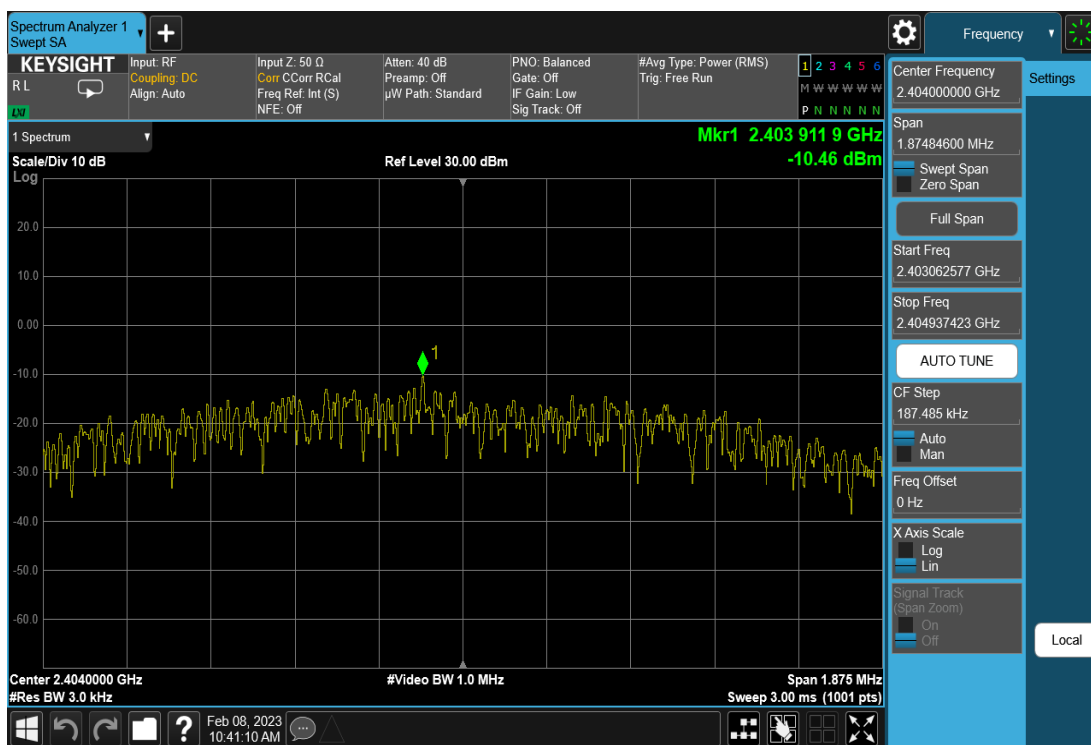 Spectrum Analyzer 1
Swept SA
Frequency
KEYSIGHT
R L
LXI
Input: RF
Coupling: DC
Align: Auto
Input Z: 50 Ω
Corr CCorr RCal
Freq Ref: Int (S)
NFE: Off
Atten: 40 dB
Preamp: Off
µW Path: Standard
PNO: Balanced
Gate: Off
IF Gain: Low
Sig Track: Off
#Avg Type: Power (RMS)
Trig: Free Run
1 2 3 4 5 6
M W W W W W
P N N N N N
1 Spectrum
Scale/Div 10 dB
Ref Level 30.00 dBm
Mkr1 2.403 911 9 GHz
-10.46 dBm
Log
20.0
10.0
0.00
-10.0
-20.0
-30.0
-40.0
-50.0
-60.0
1
Center 2.4040000 GHz
#Video BW 1.0 MHz
Span 1.875 MHz
#Res BW 3.0 kHz
Sweep 3.00 ms (1001 pts)
?
Feb 08, 2023
10:41:10 AM
Center Frequency
2.404000000 GHz
Settings
Span
1.87484600 MHz
Swept Span
Zero Span
Full Span
Start Freq
2.403062577 GHz
Stop Freq
2.404937423 GHz
AUTO TUNE
CF Step
187.485 kHz
Auto
Man
Freq Offset
0 Hz
X Axis Scale
Log
Lin
Signal Track
(Span Zoom)
On
Off
Local